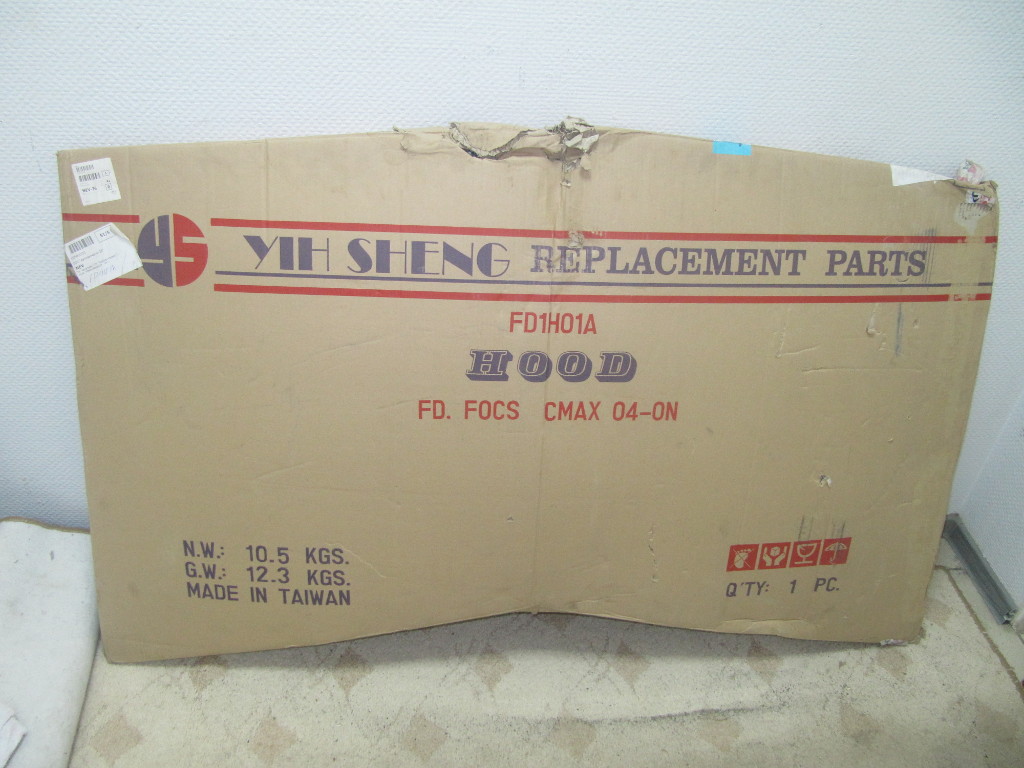 YS YIH SHENG REPLACEMENT PARTS
FD1H01A
HOOD
FD. FOCS CMAX 04-ON
N.W.: 10.5 KGS.
G.W.: 12.3 KGS.
MADE IN TAIWAN
Q'TY: 1 PC.